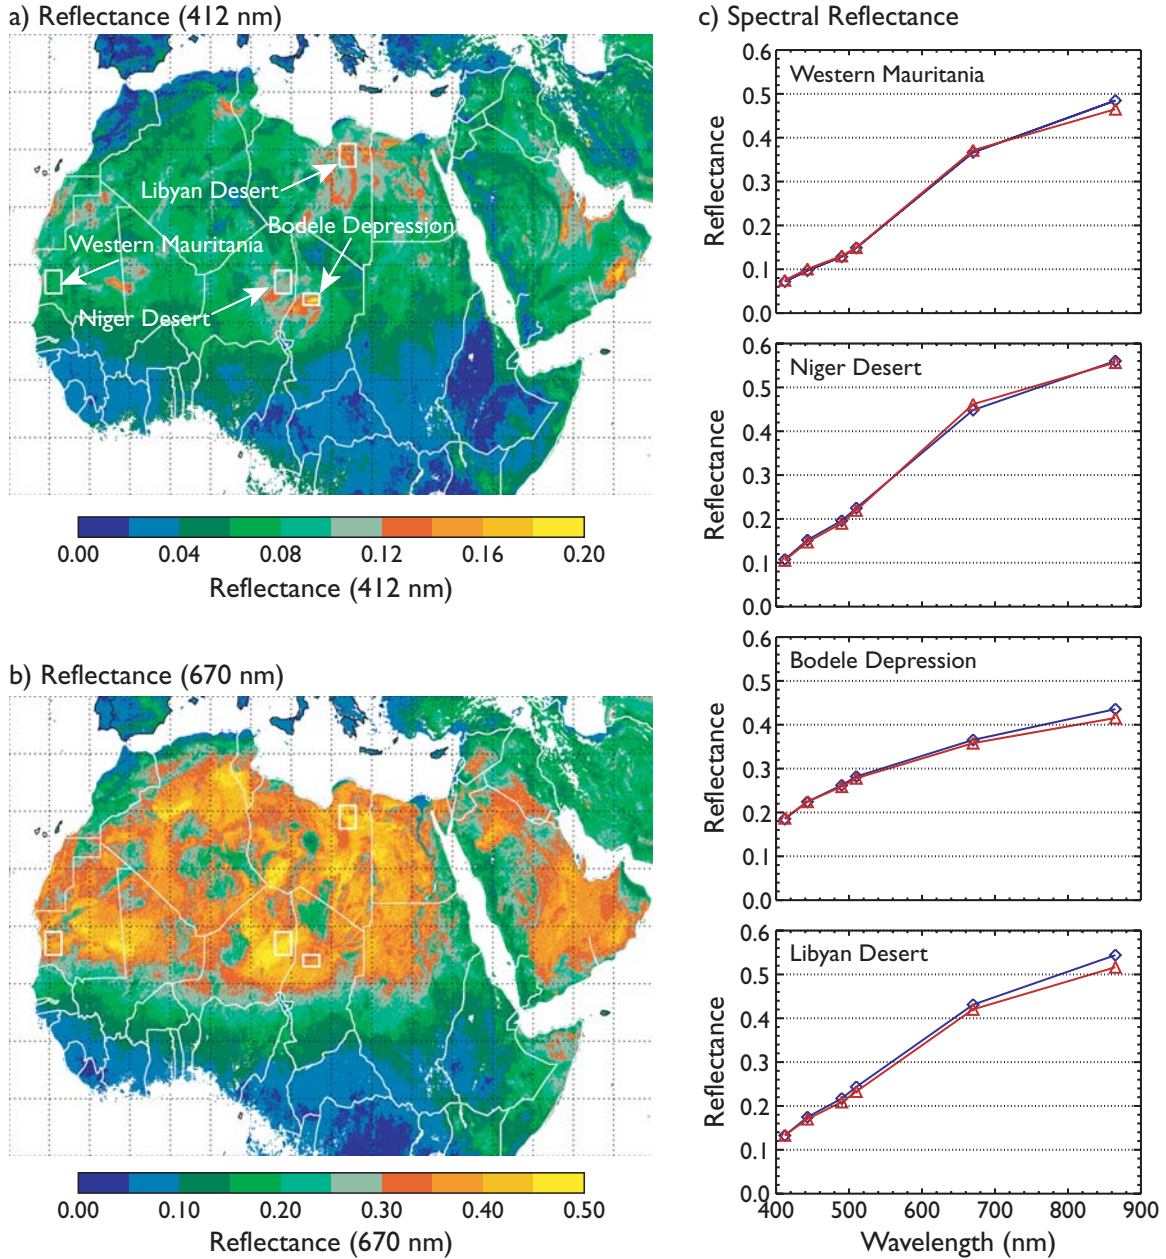 a) Reflectance (412 nm)
Libyan Desert
Bodele Depression
Western Mauritania
Niger Desert
0.00 0.04 0.08 0.12 0.16 0.20
Reflectance (412 nm)
b) Reflectance (670 nm)
0.00 0.10 0.20 0.30 0.40 0.50
Reflectance (670 nm)
c) Spectral Reflectance
Western Mauritania
0.6
0.5
0.4
0.3
0.2
0.1
0.0
Reflectance
Niger Desert
0.6
0.5
0.4
0.3
0.2
0.1
0.0
Reflectance
Bodele Depression
0.6
0.5
0.4
0.3
0.2
0.1
0.0
Reflectance
Libyan Desert
0.6
0.5
0.4
0.3
0.2
0.1
0.0
Reflectance
400 500 600 700 800 900
Wavelength (nm)